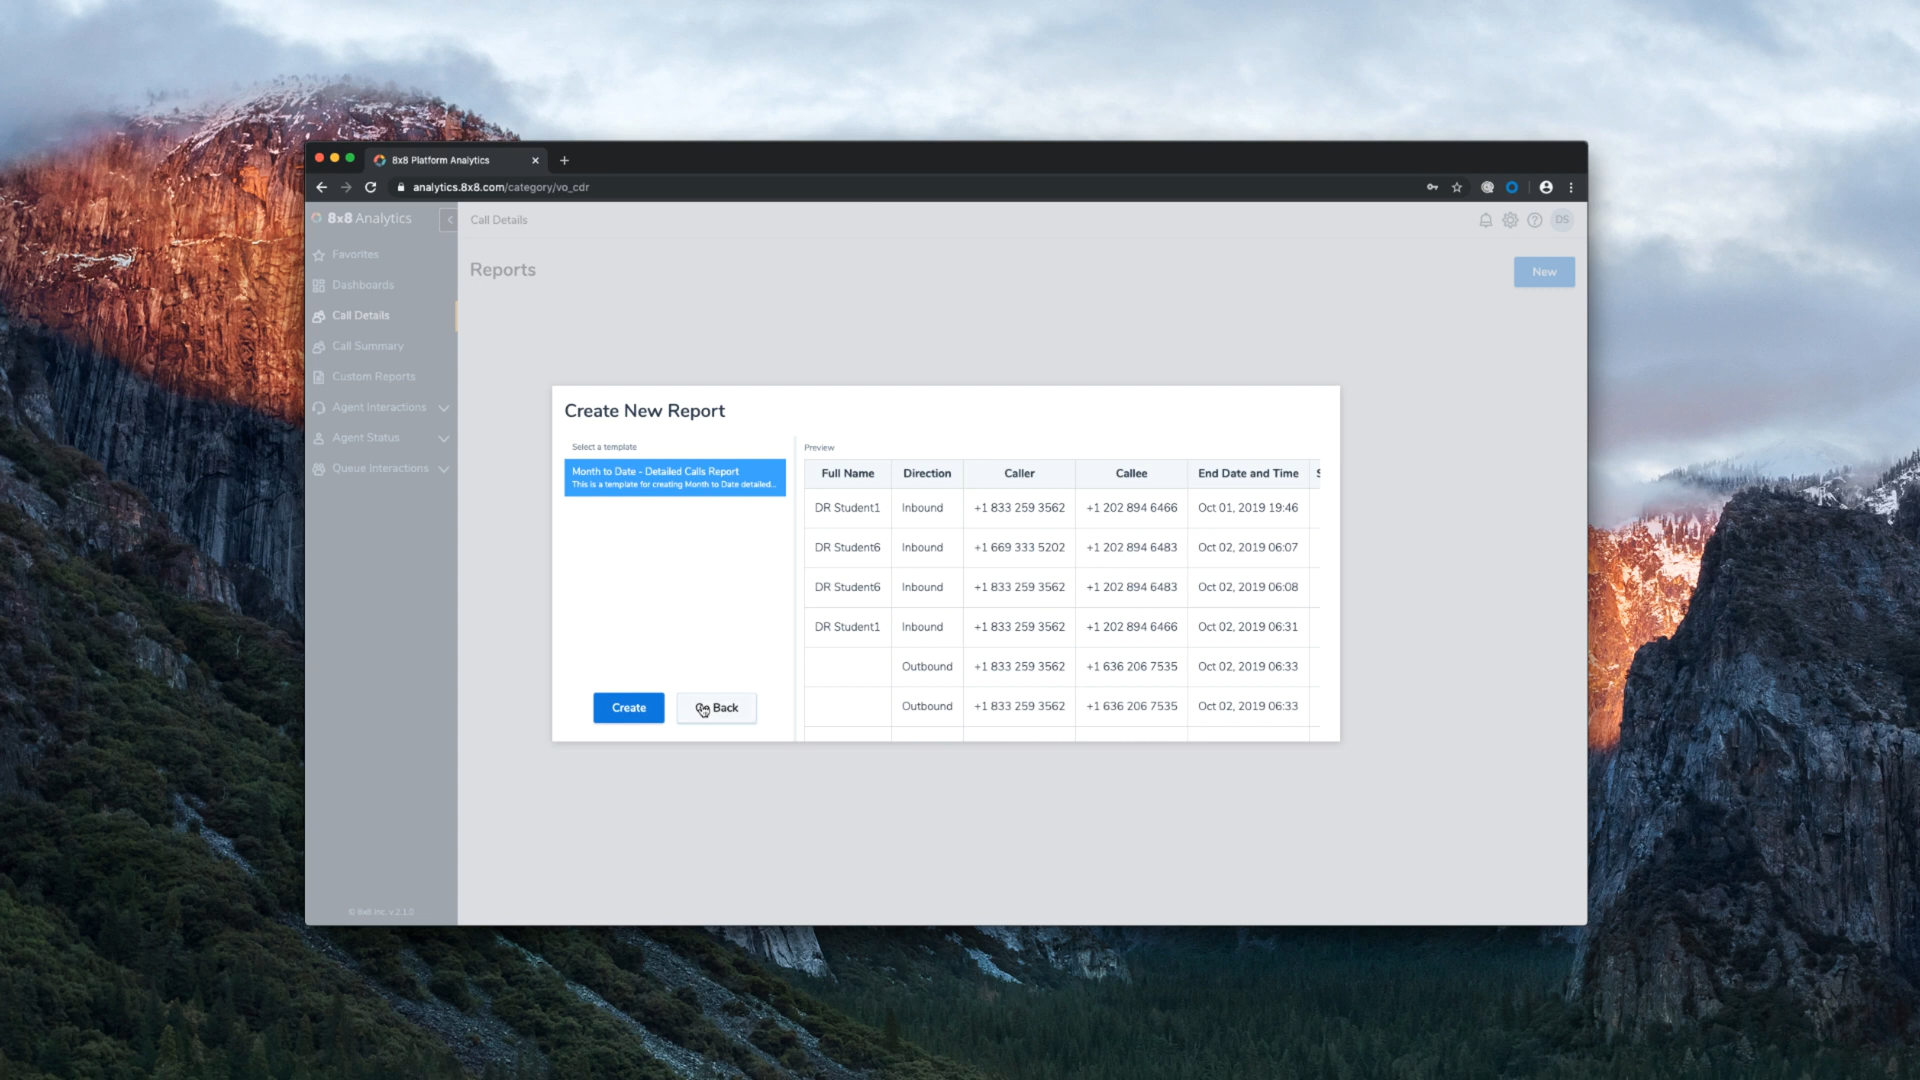 8x8 Platform Analytics
analytics.8x8.com/category/vo_cdr
8x8 Analytics
Call Details
DS
Favorites
Dashboards
Call Details
Call Summary
Custom Reports
Agent Interactions
Agent Status
Queue Interactions
© 8x8 Inc. v.2.1.0
Reports
New
Create New Report
Select a template
Month to Date - Detailed Calls Report
This is a template for creating Month to Date detailed...
Create
Back
Preview
Full Name Direction Caller Callee End Date and Time
DR Student1 Inbound +1 833 259 3562 +1 202 894 6466 Oct 01, 2019 19:46
DR Student6 Inbound +1 669 333 5202 +1 202 894 6483 Oct 02, 2019 06:07
DR Student6 Inbound +1 833 259 3562 +1 202 894 6483 Oct 02, 2019 06:08
DR Student1 Inbound +1 833 259 3562 +1 202 894 6466 Oct 02, 2019 06:31
Outbound +1 833 259 3562 +1 636 206 7535 Oct 02, 2019 06:33
Outbound +1 833 259 3562 +1 636 206 7535 Oct 02, 2019 06:33